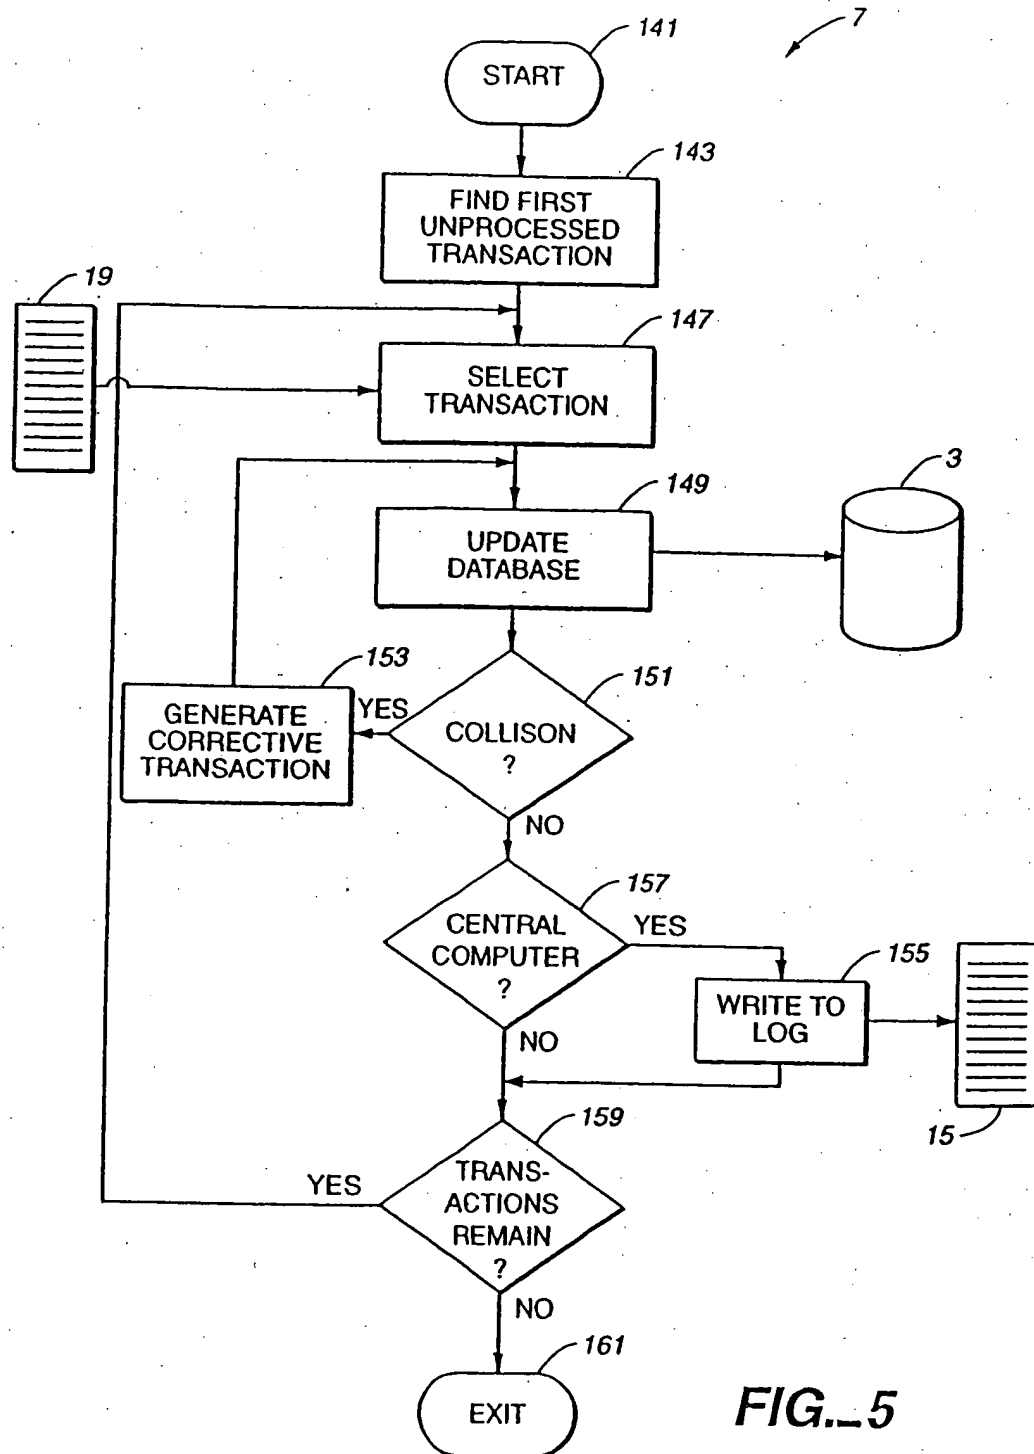 7
141
START
143
FIND FIRST
UNPROCESSED
TRANSACTION
19
147
SELECT
TRANSACTION
3
149
UPDATE
DATABASE
153
151
GENERATE
CORRECTIVE
TRANSACTION
YES
COLLISON
?
NO
157
CENTRAL
COMPUTER
?
YES
155
WRITE TO
LOG
NO
15
159
YES
TRANS-
ACTIONS
REMAIN
?
NO
161
EXIT
FIG._5